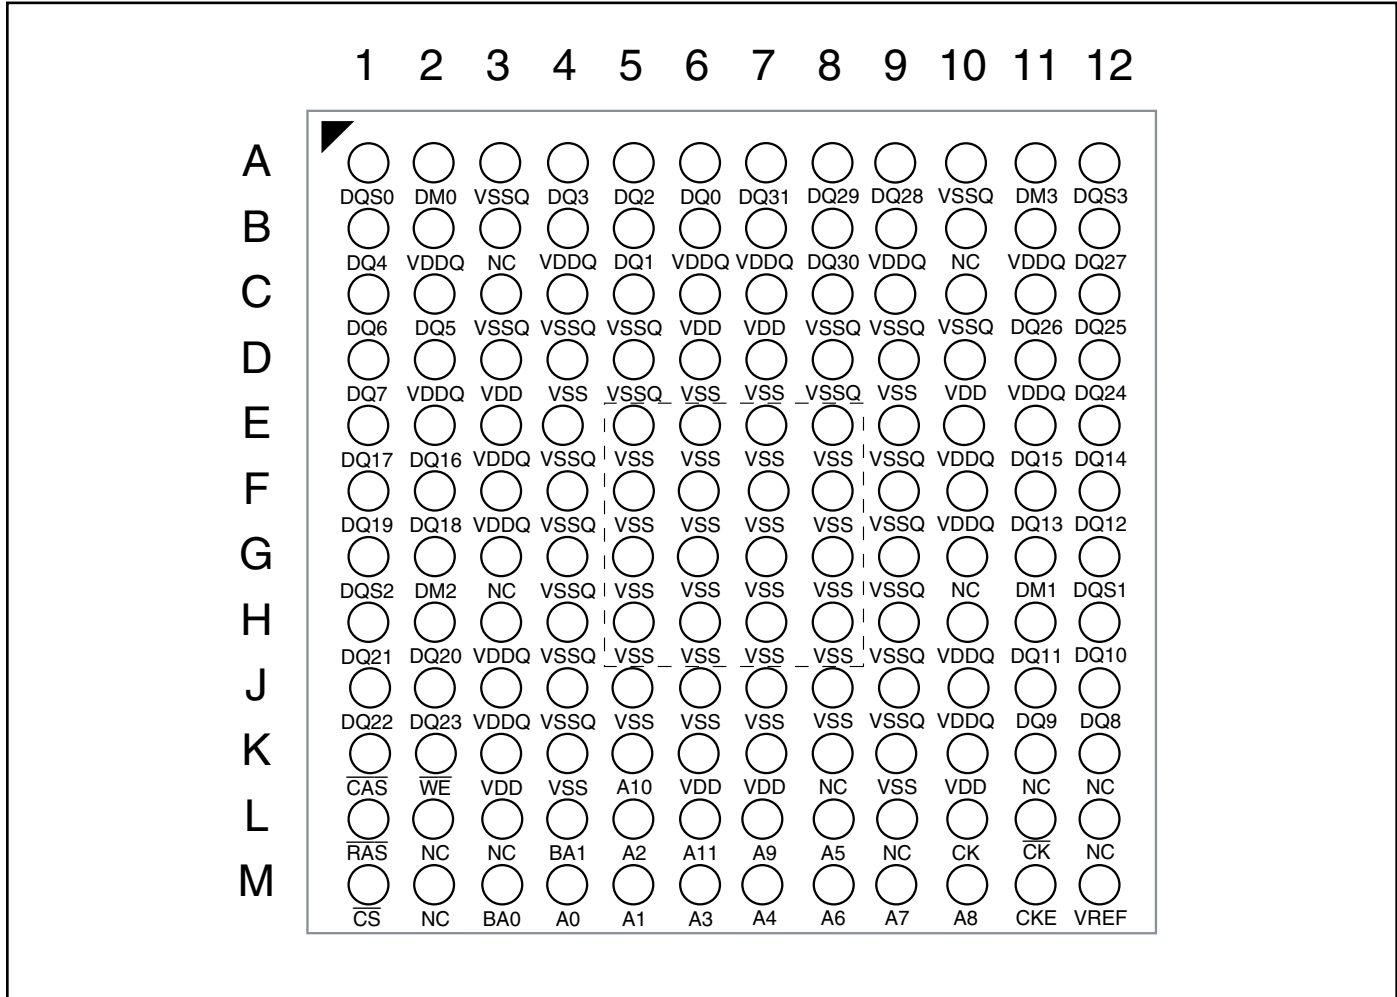 1 2 3 4 5 6 7 8 9 10 11 12
A
DQS0 DM0 VSSQ DQ3 DQ2 DQ0 DQ31 DQ29 DQ28 VSSQ DM3 DQS3
B
DQ4 VDDQ NC VDDQ DQ1 VDDQ VDDQ DQ30 VDDQ NC VDDQ DQ27
C
DQ6 DQ5 VSSQ VSSQ VSSQ VDD VDD VSSQ VSSQ VSSQ DQ26 DQ25
D
DQ7 VDDQ VDD VSS VSSQ VSS VSS VSSQ VSS VDD VDDQ DQ24
E
DQ17 DQ16 VDDQ VSSQ VSS VSS VSS VSS VSSQ VDDQ DQ15 DQ14
F
DQ19 DQ18 VDDQ VSSQ VSS VSS VSS VSS VSSQ VDDQ DQ13 DQ12
G
DQS2 DM2 NC VSSQ VSS VSS VSS VSS VSSQ NC DM1 DQS1
H
DQ21 DQ20 VDDQ VSSQ VSS VSS VSS VSS VSSQ VDDQ DQ11 DQ10
J
DQ22 DQ23 VDDQ VSSQ VSS VSS VSS VSS VSSQ VDDQ DQ9 DQ8
K
C̅A̅S̅ W̅E̅ VDD VSS A10 VDD VDD NC VSS VDD NC NC
L
R̅A̅S̅ NC NC BA1 A2 A11 A9 A5 NC CK C̅K̅ NC
M
C̅S̅ NC BA0 A0 A1 A3 A4 A6 A7 A8 CKE VREF